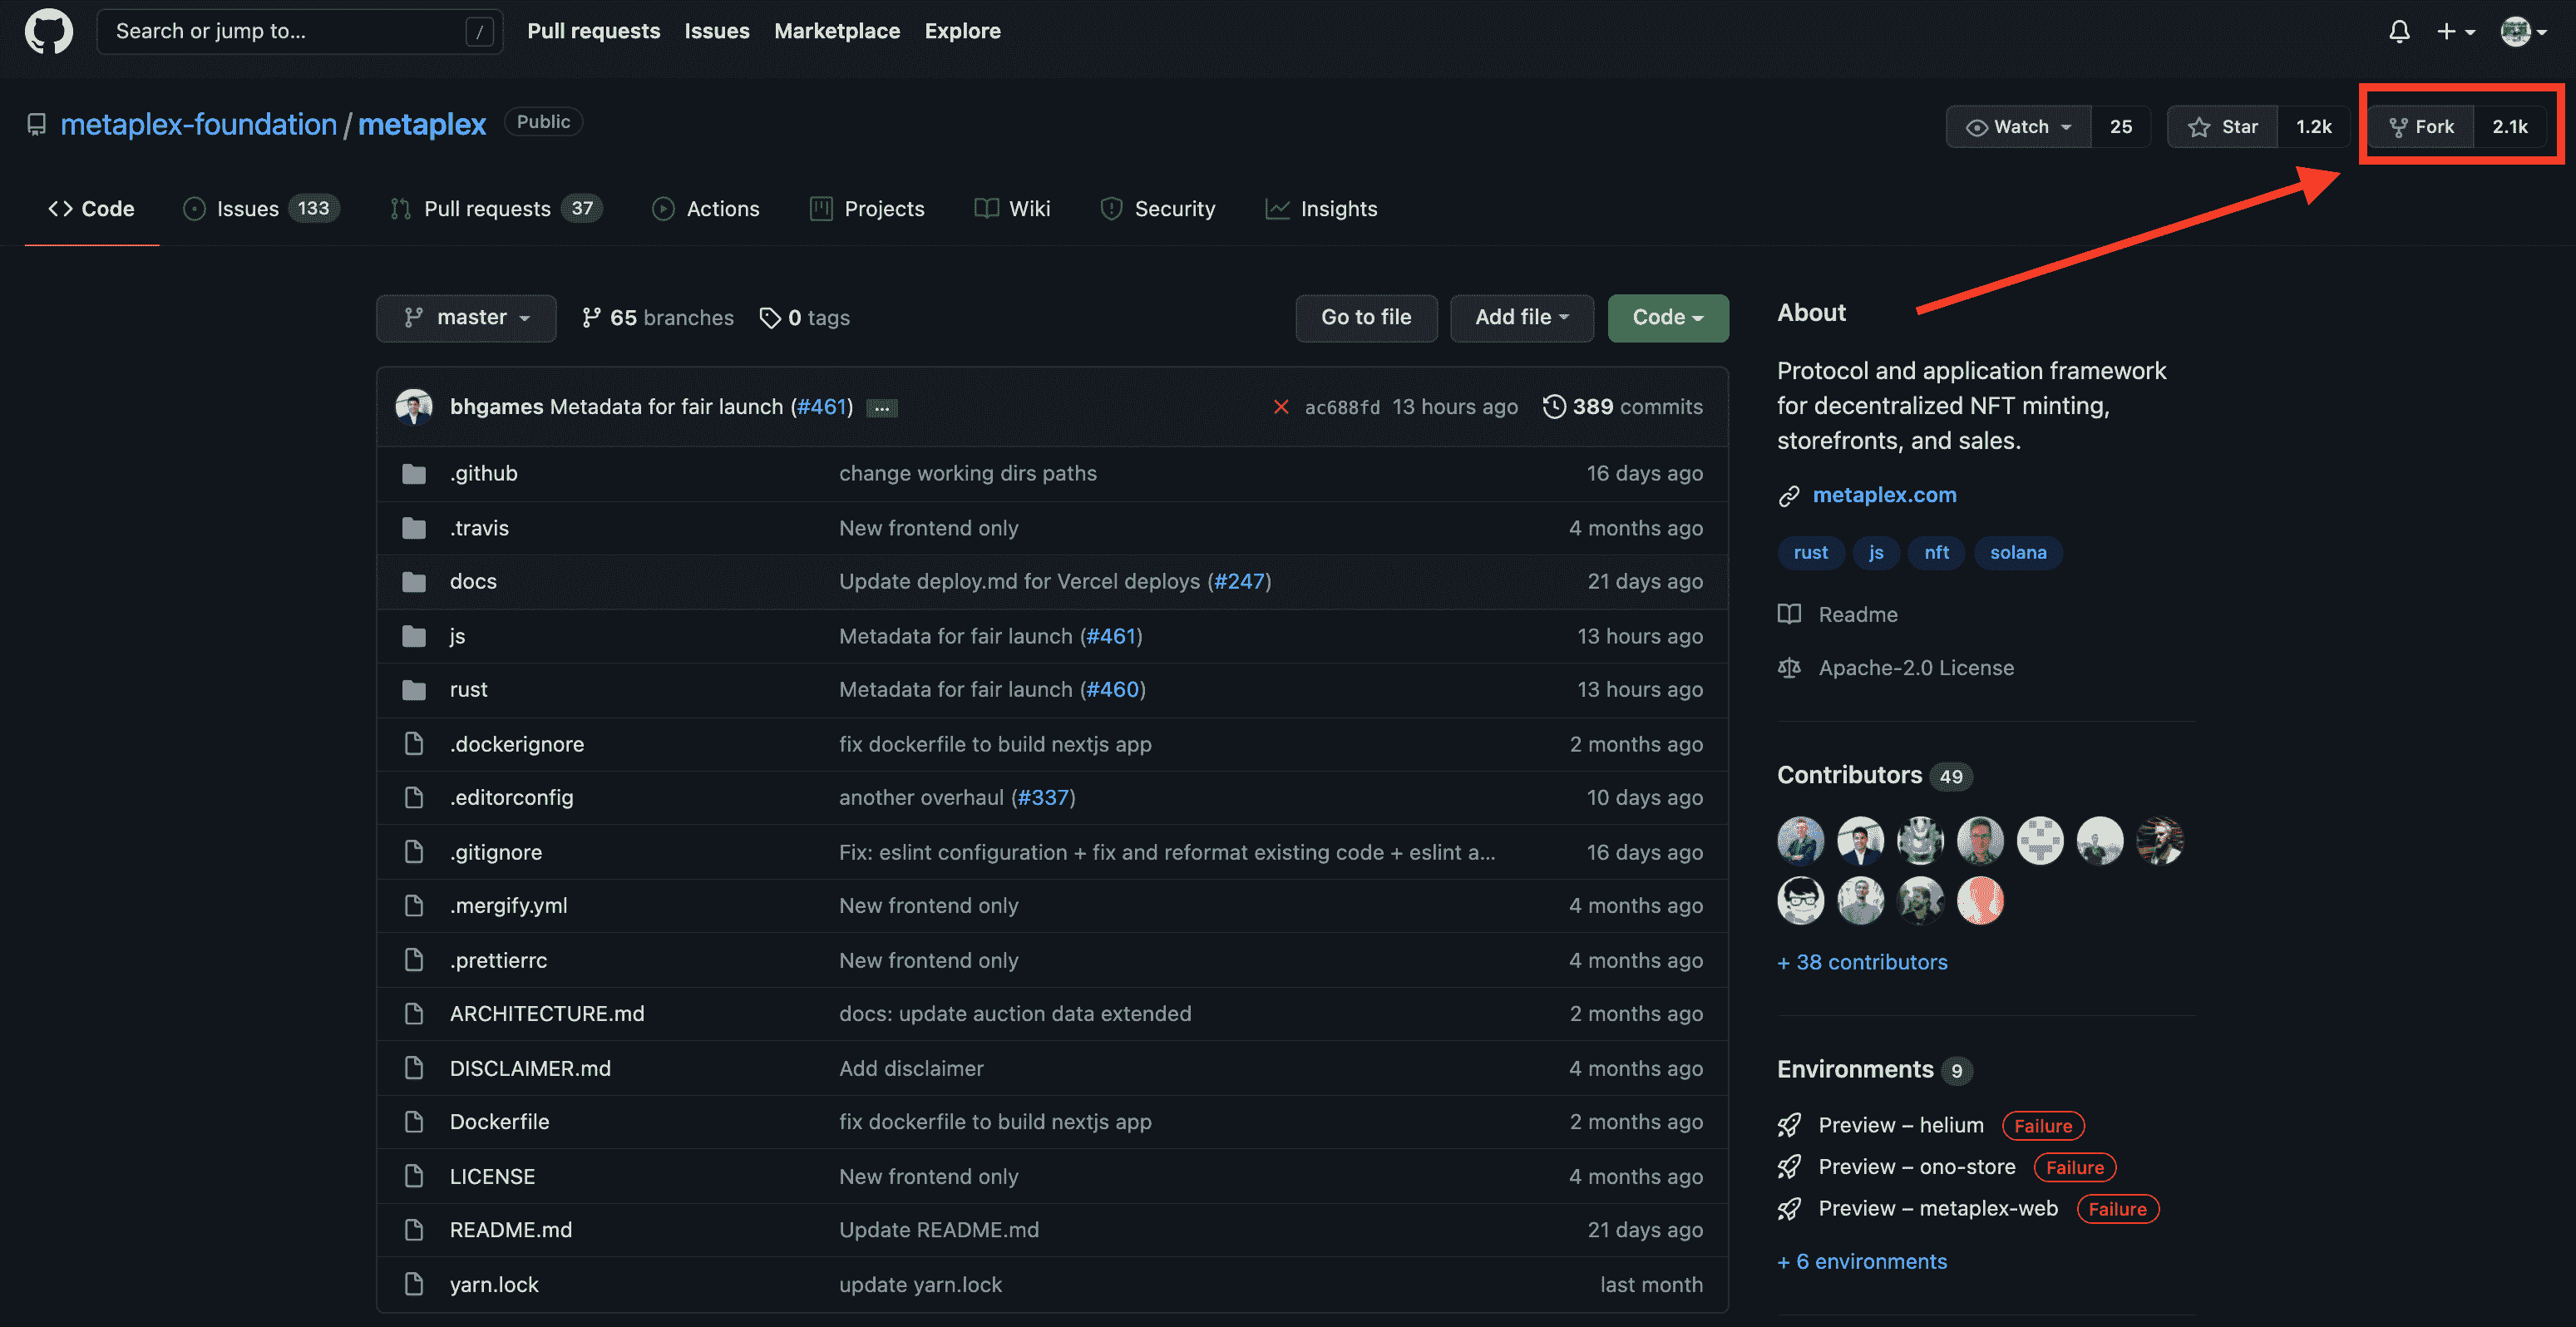 Search or jump to... /
Pull requests Issues Marketplace Explore
metaplex-foundation / metaplex Public
Watch 25 Star 1.2k Fork 2.1k
Code Issues 133 Pull requests 37 Actions Projects Wiki Security Insights
master 65 branches 0 tags Go to file Add file Code
bhgames Metadata for fair launch (#461) ... ac688fd 13 hours ago 389 commits
.github change working dirs paths 16 days ago
.travis New frontend only 4 months ago
docs Update deploy.md for Vercel deploys (#247) 21 days ago
js Metadata for fair launch (#461) 13 hours ago
rust Metadata for fair launch (#460) 13 hours ago
.dockerignore fix dockerfile to build nextjs app 2 months ago
.editorconfig another overhaul (#337) 10 days ago
.gitignore Fix: eslint configuration + fix and reformat existing code + eslint a... 16 days ago
.mergify.yml New frontend only 4 months ago
.prettierrc New frontend only 4 months ago
ARCHITECTURE.md docs: update auction data extended 2 months ago
DISCLAIMER.md Add disclaimer 4 months ago
Dockerfile fix dockerfile to build nextjs app 2 months ago
LICENSE New frontend only 4 months ago
README.md Update README.md 21 days ago
yarn.lock update yarn.lock last month
About
Protocol and application framework
for decentralized NFT minting,
storefronts, and sales.
metaplex.com
rust js nft solana
Readme
Apache-2.0 License
Contributors 49
+ 38 contributors
Environments 9
Preview – helium Failure
Preview – ono-store Failure
Preview – metaplex-web Failure
+ 6 environments